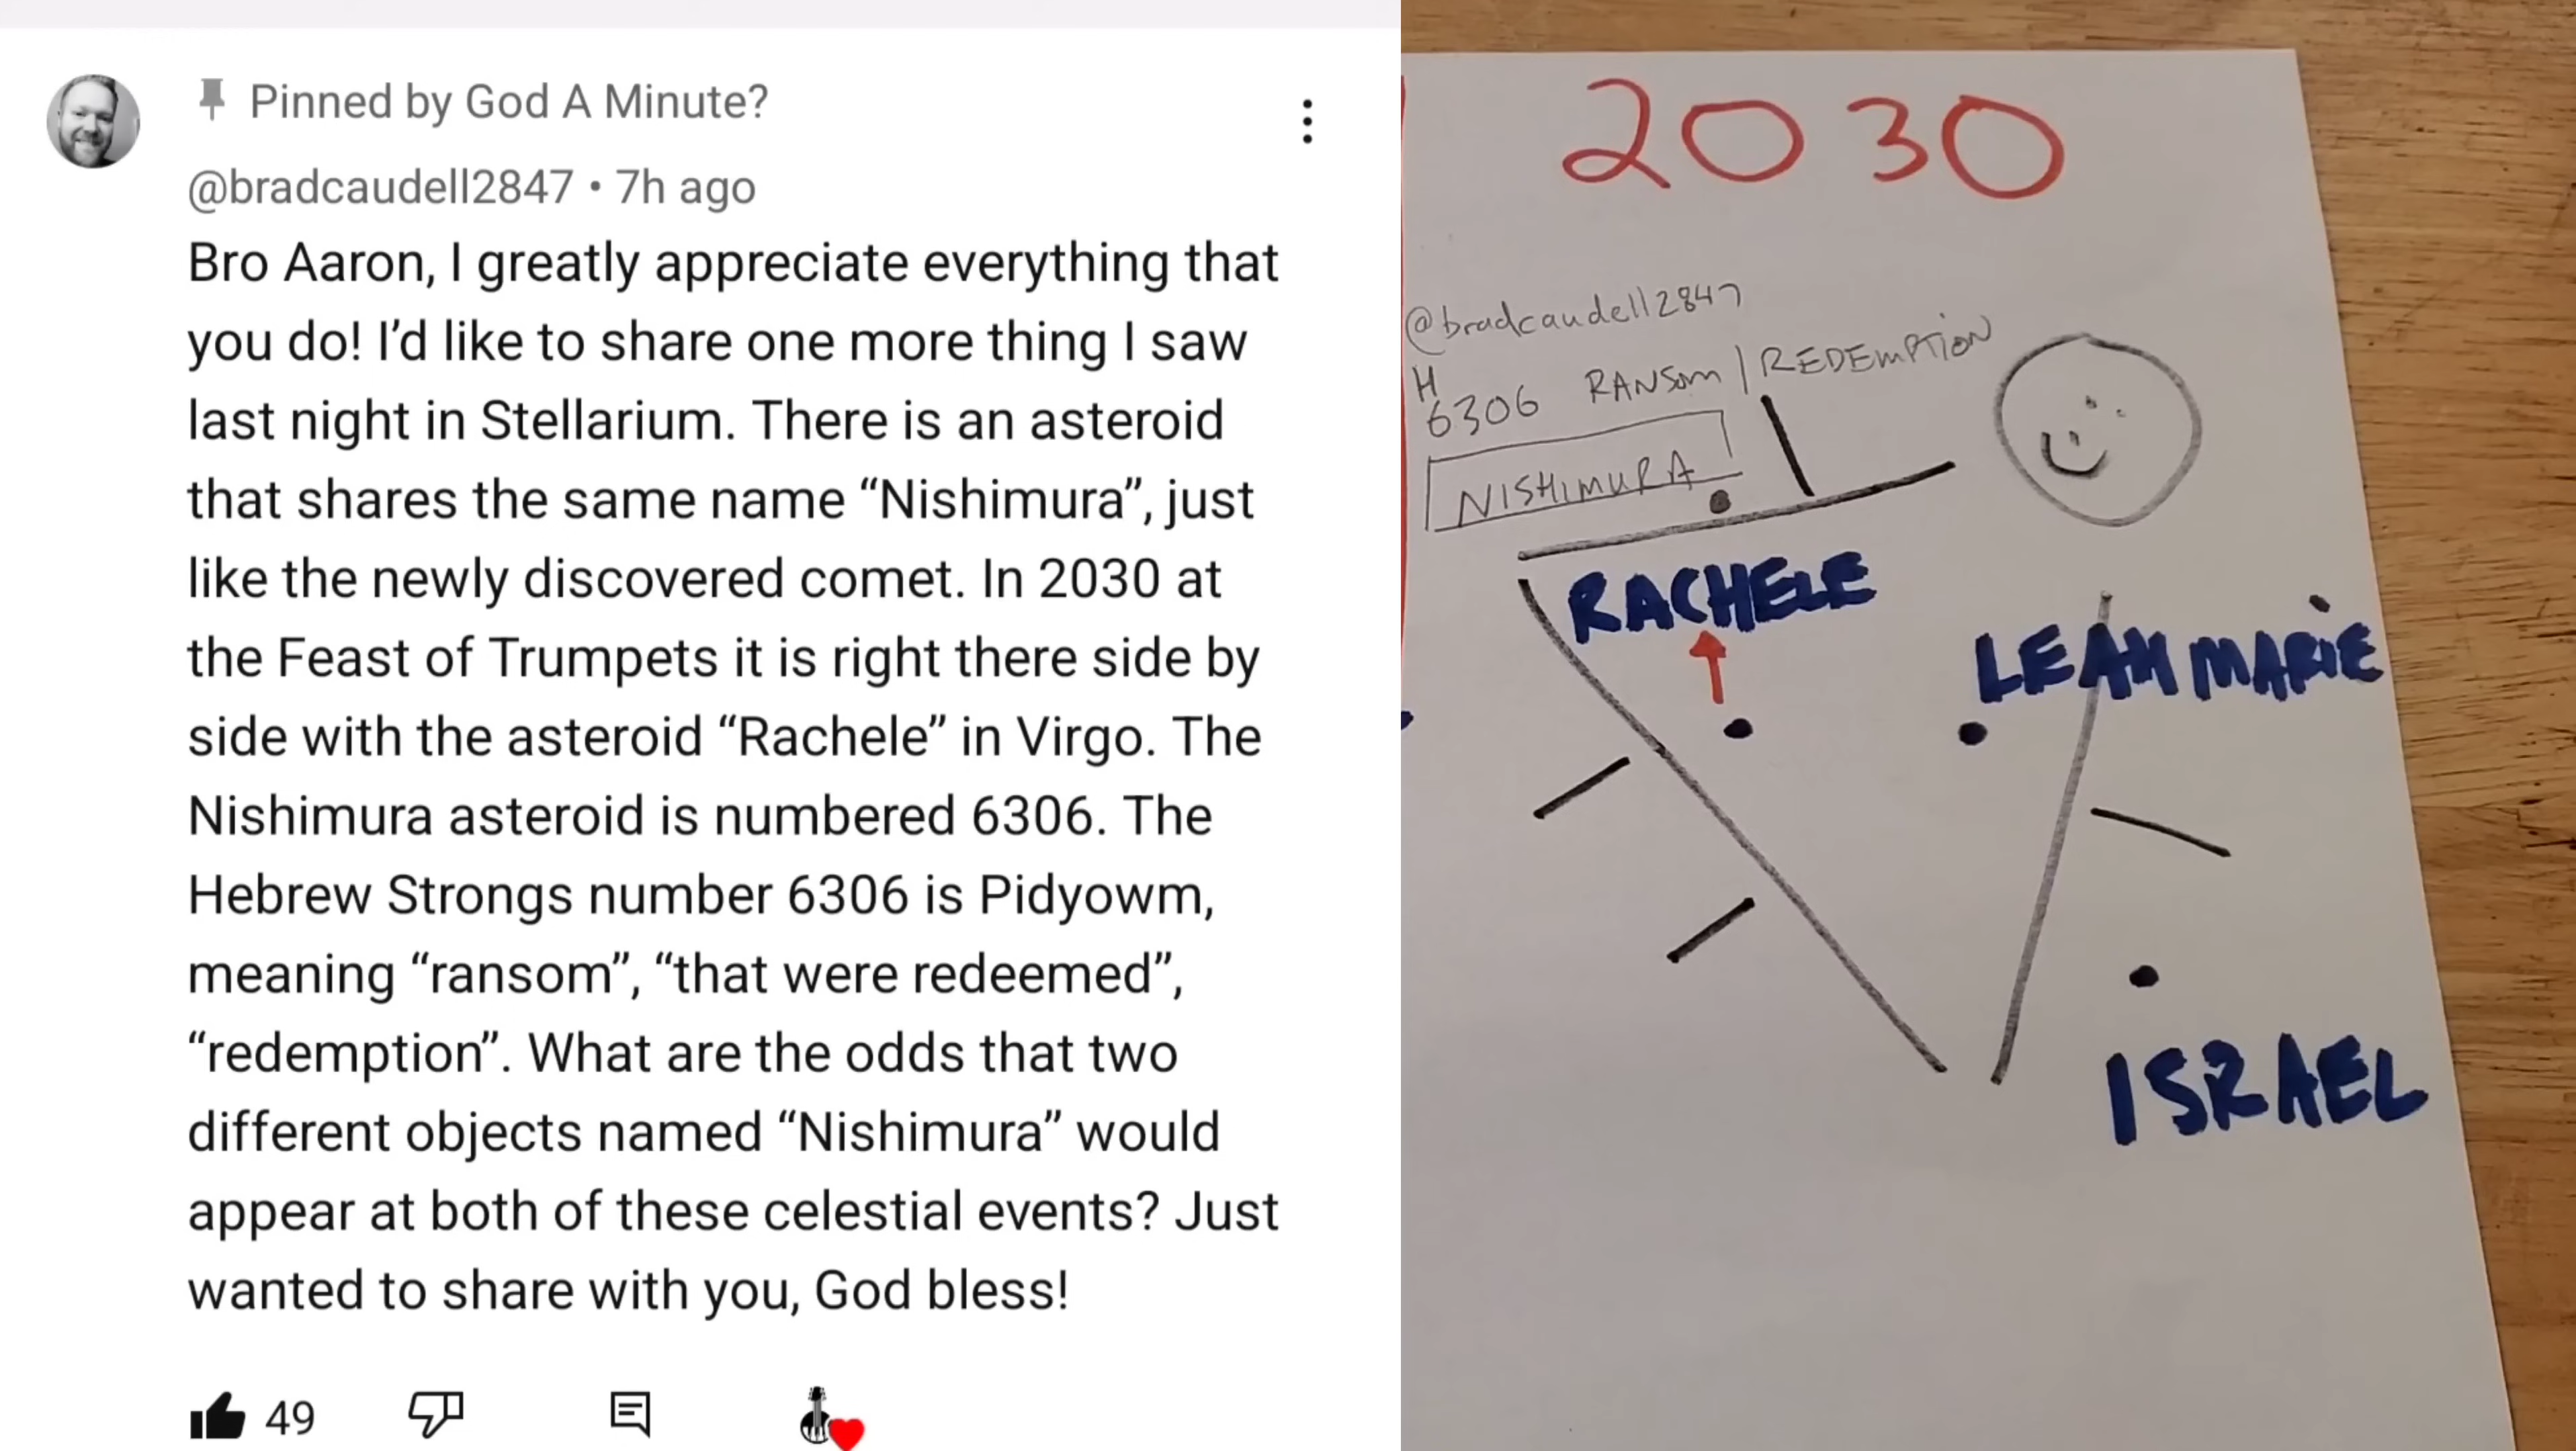 Pinned by God A Minute?
@bradcaudell2847 • 7h ago
Bro Aaron, I greatly appreciate everything that
you do! I'd like to share one more thing I saw
last night in Stellarium. There is an asteroid
that shares the same name “Nishimura”, just
like the newly discovered comet. In 2030 at
the Feast of Trumpets it is right there side by
side with the asteroid “Rachele” in Virgo. The
Nishimura asteroid is numbered 6306. The
Hebrew Strongs number 6306 is Pidyowm,
meaning “ransom”, “that were redeemed”,
“redemption”. What are the odds that two
different objects named “Nishimura” would
appear at both of these celestial events? Just
wanted to share with you, God bless!
49
2030
@bradcaudell2847
H
6306 RANSOM | REDEMPTION
NISHIMURA
RACHELE
LEAH MARIE
ISRAEL